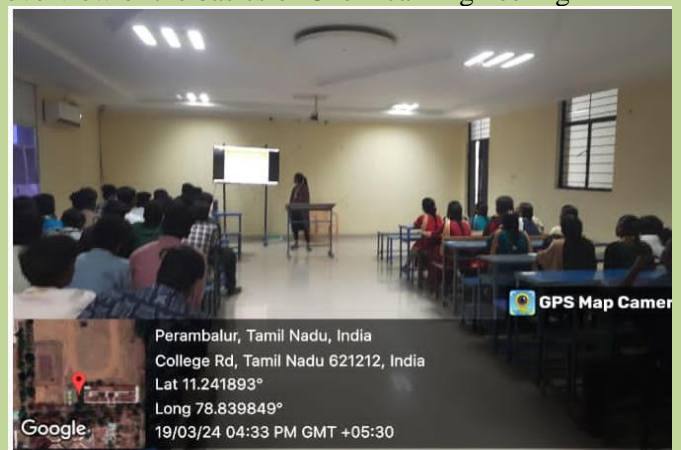 GPS Map Camer
Perambalur, Tamil Nadu, India
College Rd, Tamil Nadu 621212, India
Lat 11.241893°
Long 78.839849°
19/03/24 04:33 PM GMT +05:30
Google